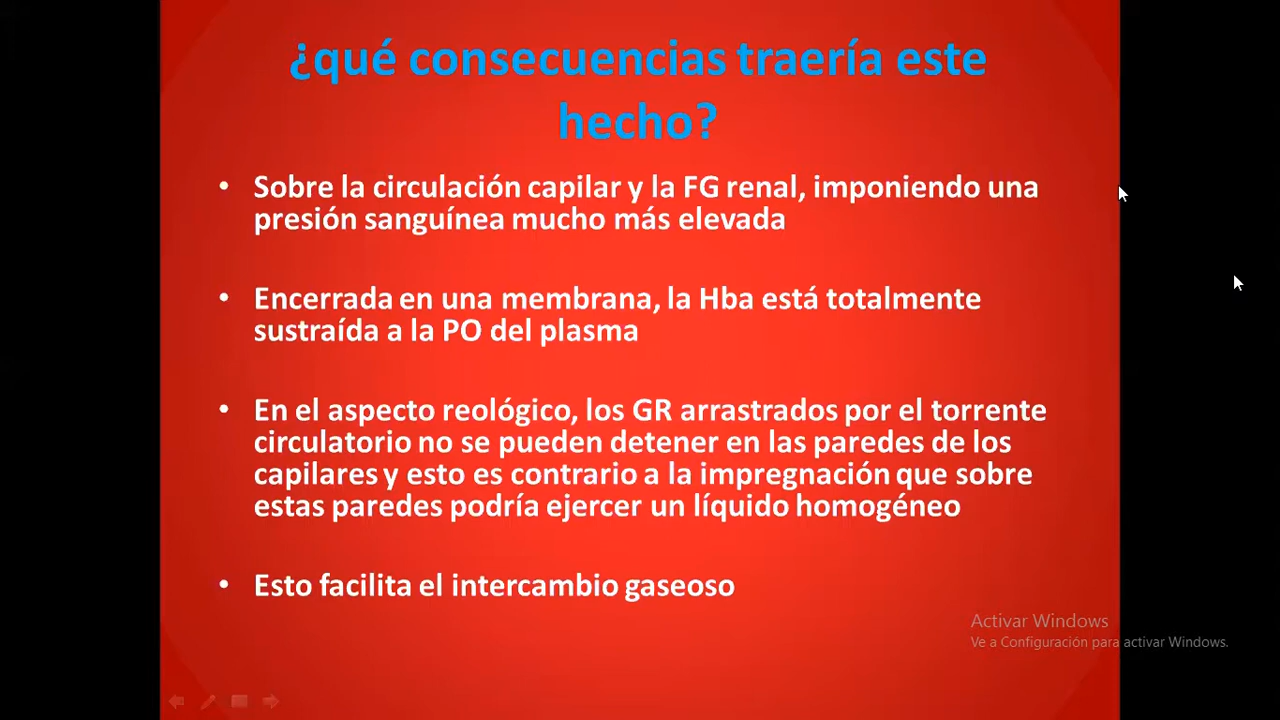 ¿qué consecuencias traería este
hecho?
• Sobre la circulación capilar y la FG renal, imponiendo una
presión sanguínea mucho más elevada
• Encerrada en una membrana, la Hba está totalmente
sustraída a la PO del plasma
• En el aspecto reológico, los GR arrastrados por el torrente
circulatorio no se pueden detener en las paredes de los
capilares y esto es contrario a la impregnación que sobre
estas paredes podría ejercer un líquido homogéneo
• Esto facilita el intercambio gaseoso
Activar Windows
Ve a Configuración para activar Windows.